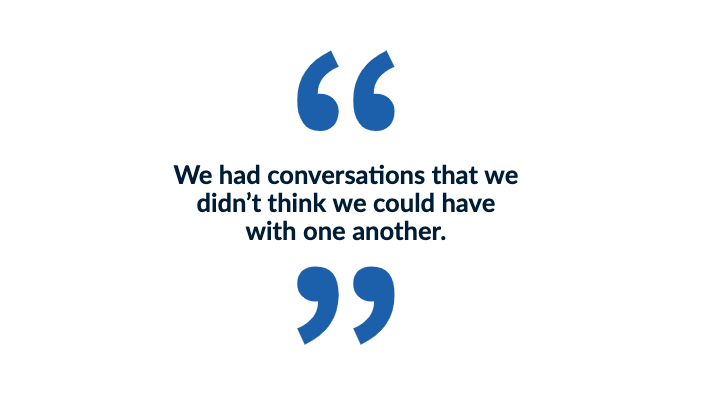 “
We had conversations that we
didn’t think we could have
with one another.
”